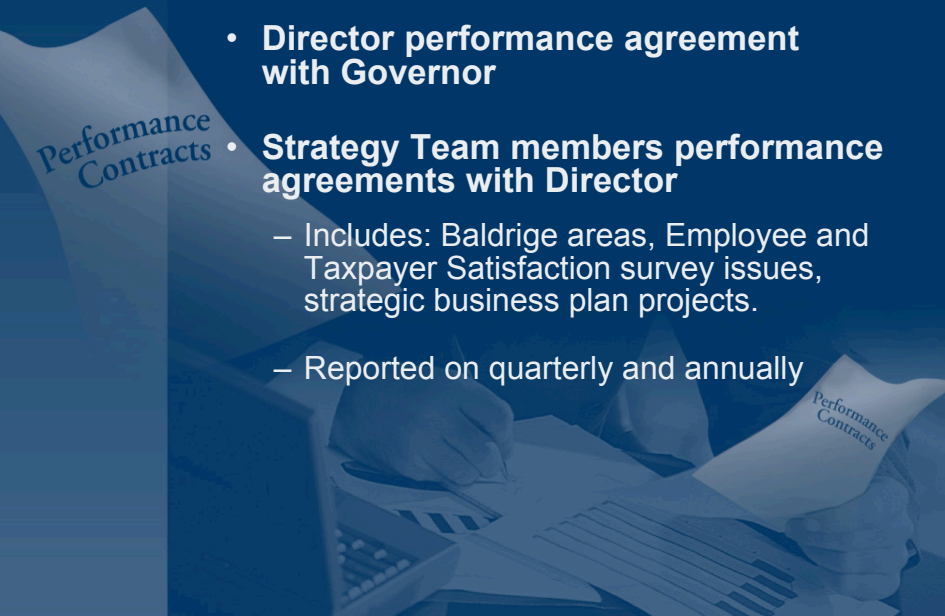 • Director performance agreement
with Governor
Performance
Contracts
• Strategy Team members performance
agreements with Director
– Includes: Baldrige areas, Employee and
Taxpayer Satisfaction survey issues,
strategic business plan projects.
– Reported on quarterly and annually
Performance
Contracts